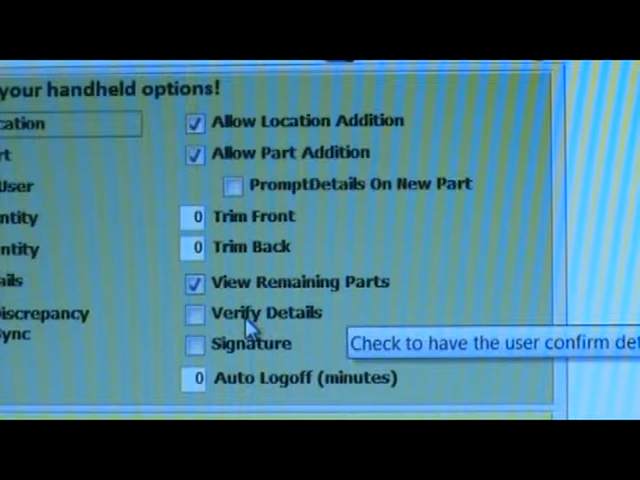 your handheld options!
cation
Allow Location Addition
rt
Allow Part Addition
User
PromptDetails On New Part
ntity
0 Trim Front
ntity
0 Trim Back
ails
View Remaining Parts
iscrepancy
Verify Details
ync
Signature
Check to have the user confirm det
0 Auto Logoff (minutes)